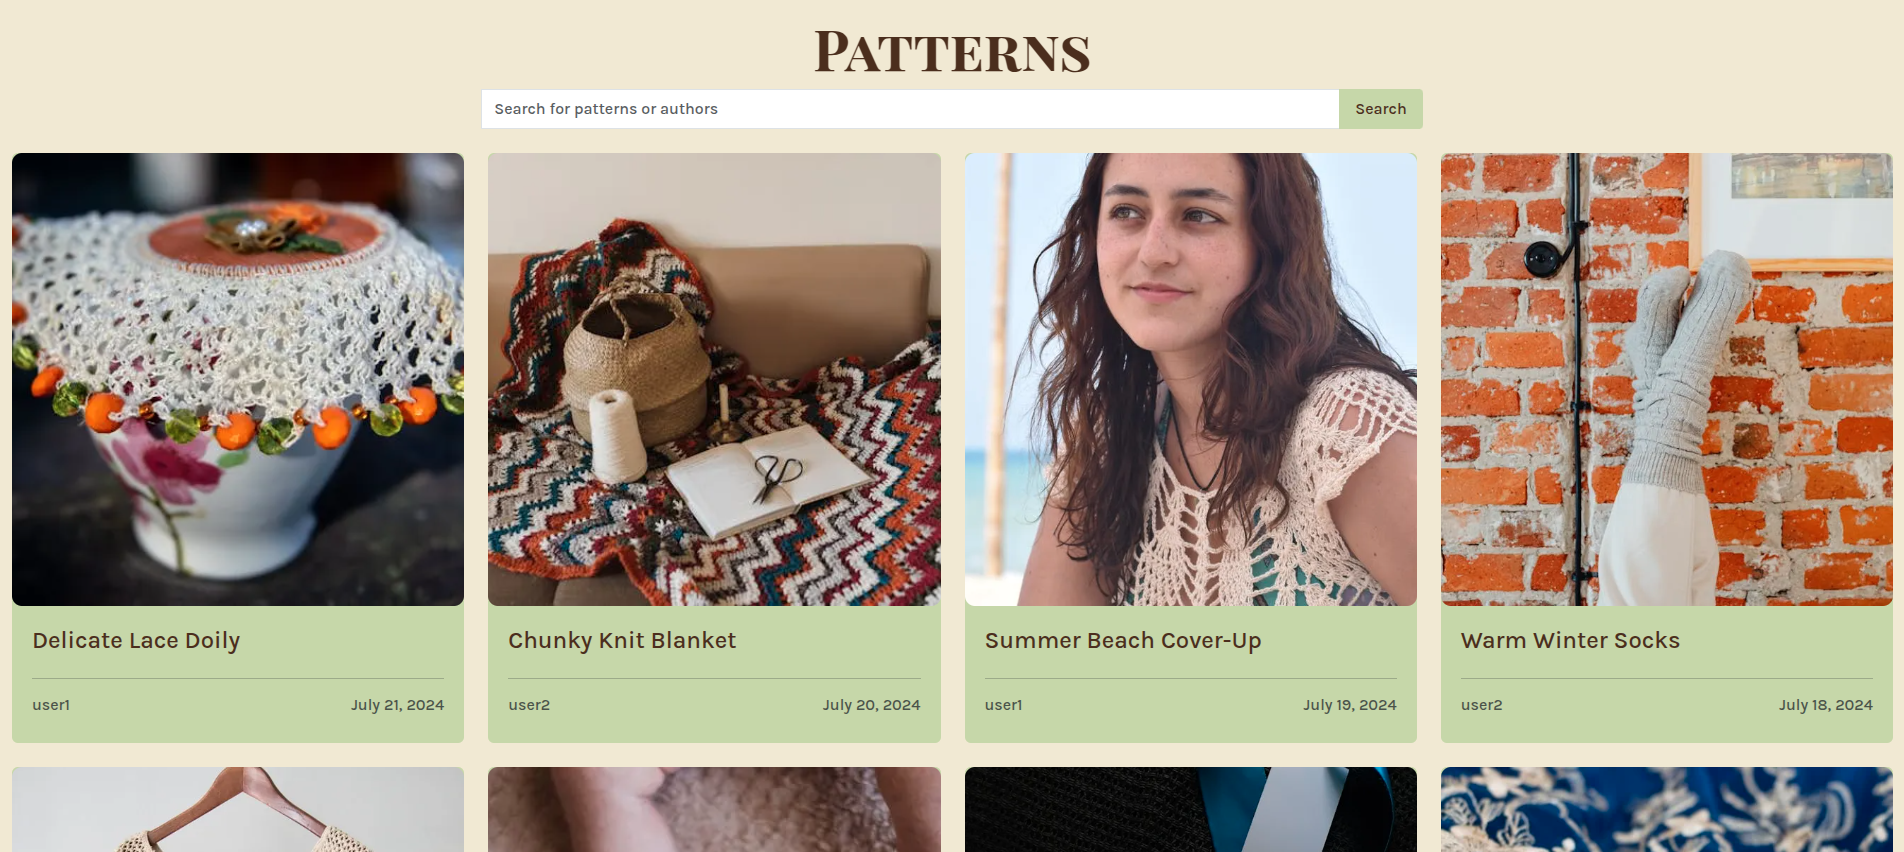 Patterns
Search for patterns or authors
Search
Delicate Lace Doily
Chunky Knit Blanket
Summer Beach Cover-Up
Warm Winter Socks
user1
July 21, 2024
user2
July 20, 2024
user1
July 19, 2024
user2
July 18, 2024